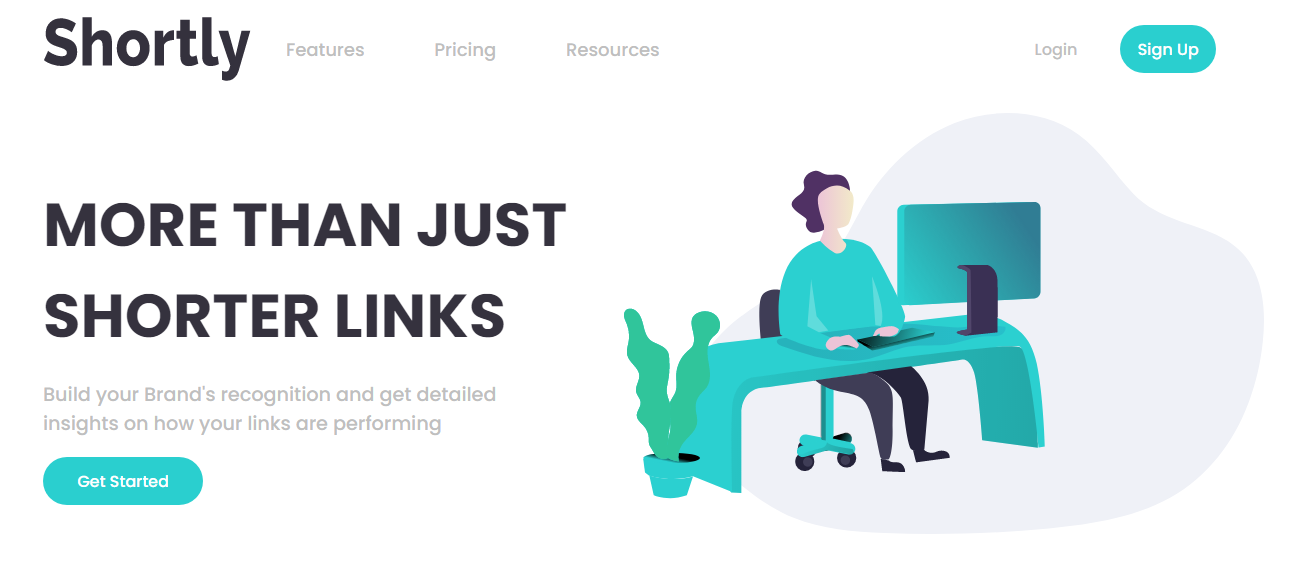 Shortly
Features Pricing Resources
Login Sign Up
MORE THAN JUST
SHORTER LINKS
Build your Brand's recognition and get detailed
insights on how your links are performing
Get Started